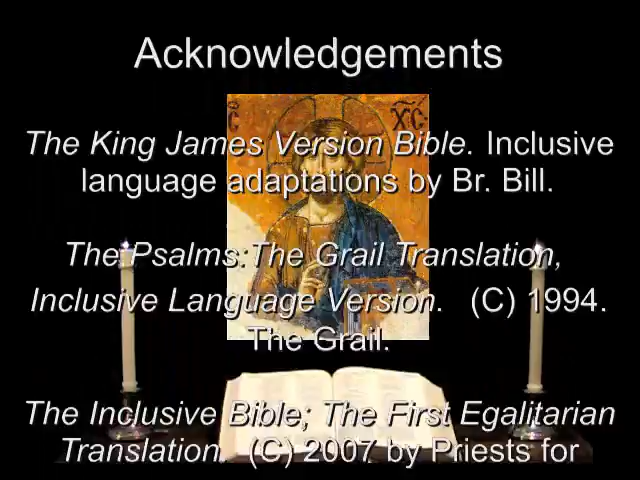 Acknowledgements
The King James Version Bible. Inclusive
language adaptations by Br. Bill.
The Psalms:The Grail Translation,
Inclusive Language Version. (C) 1994.
The Grail.
The Inclusive Bible; The First Egalitarian
Translation. (C) 2007 by Priests for